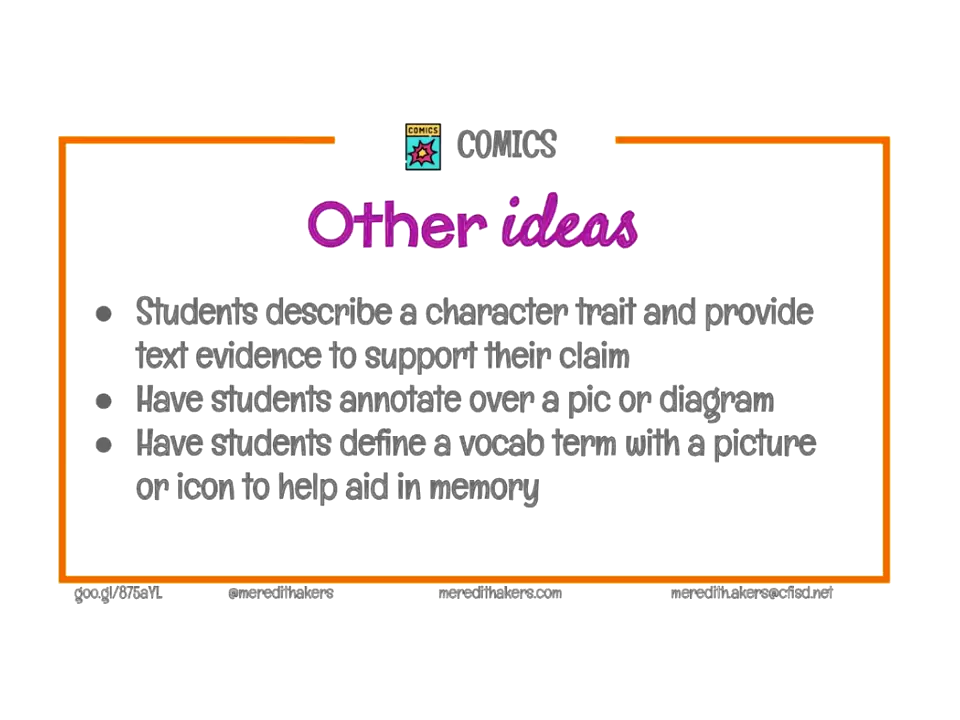 COMICS
COMICS
Other ideas
● Students describe a character trait and provide
text evidence to support their claim
● Have students annotate over a pic or diagram
● Have students define a vocab term with a picture
or icon to help aid in memory
goo.gl/875aYL @meredithakers meredithakers.com meredith.akers@cfisd.net